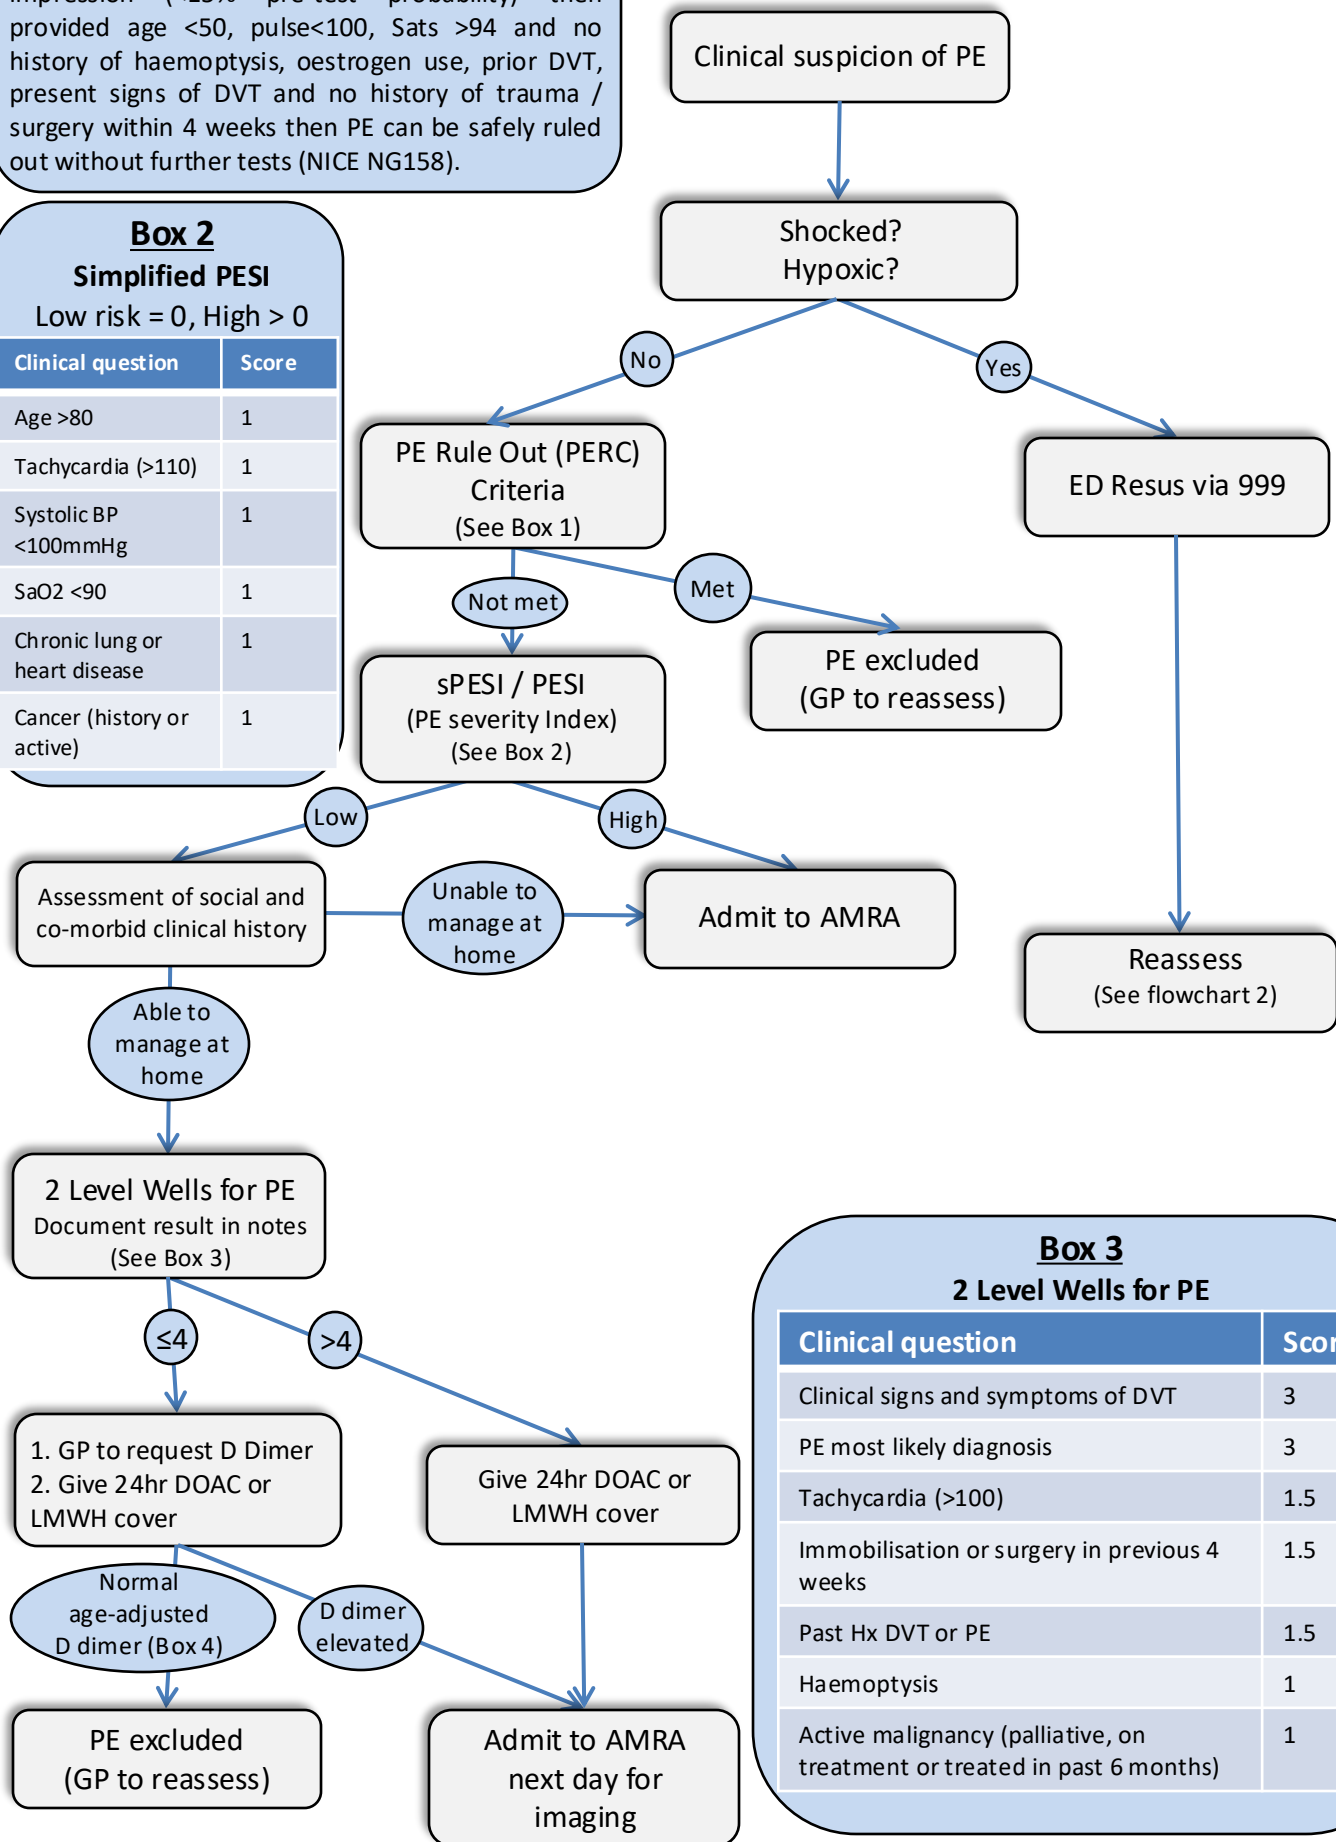 provided age <50, pulse<100, Sats >94 and no
history of haemoptysis, oestrogen use, prior DVT,
present signs of DVT and no history of trauma /
surgery within 4 weeks then PE can be safely ruled
out without further tests (NICE NG158).
Clinical suspicion of PE
Shocked?
Hypoxic?
No
Yes
Box 2
Simplified PESI
Low risk = 0, High > 0
Clinical question Score
Age >80 1
Tachycardia (>110) 1
Systolic BP 1
<100mmHg
SaO2 <90 1
Chronic lung or 1
heart disease
Cancer (history or 1
active)
PE Rule Out (PERC)
Criteria
(See Box 1)
ED Resus via 999
Not met
Met
PE excluded
(GP to reassess)
sPESI / PESI
(PE severity Index)
(See Box 2)
Low
High
Assessment of social and
co-morbid clinical history
Unable to
manage at
home
Admit to AMRA
Reassess
(See flowchart 2)
Able to
manage at
home
2 Level Wells for PE
Document result in notes
(See Box 3)
≤4
>4
1. GP to request D Dimer
2. Give 24hr DOAC or
LMWH cover
Give 24hr DOAC or
LMWH cover
Normal
age-adjusted
D dimer (Box 4)
D dimer
elevated
PE excluded
(GP to reassess)
Admit to AMRA
next day for
imaging
Box 3
2 Level Wells for PE
Clinical question Scor
Clinical signs and symptoms of DVT 3
PE most likely diagnosis 3
Tachycardia (>100) 1.5
Immobilisation or surgery in previous 4 1.5
weeks
Past Hx DVT or PE 1.5
Haemoptysis 1
Active malignancy (palliative, on 1
treatment or treated in past 6 months)